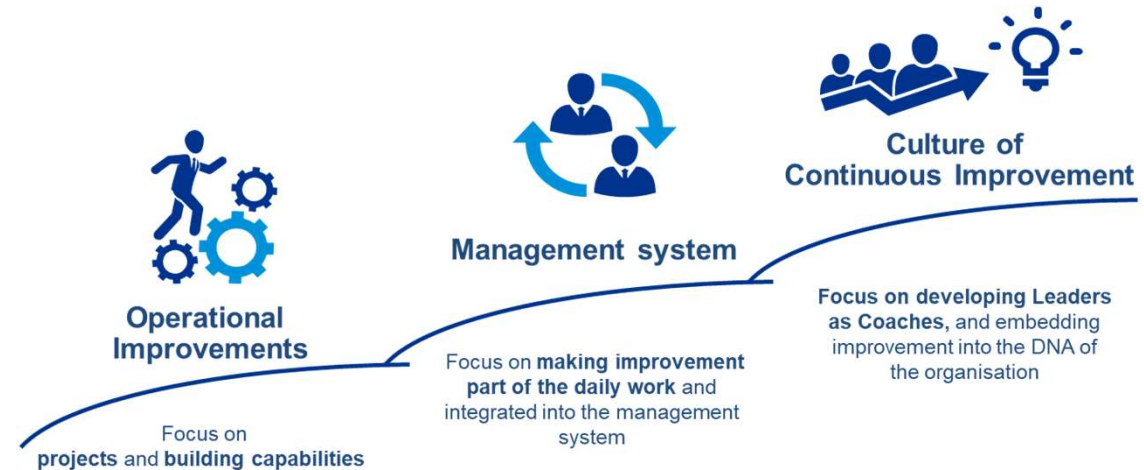 Operational
Improvements
Focus on
projects and building capabilities
Management system
Focus on making improvement
part of the daily work and
integrated into the management
system
Culture of
Continuous Improvement
Focus on developing Leaders
as Coaches, and embedding
improvement into the DNA of
the organisation